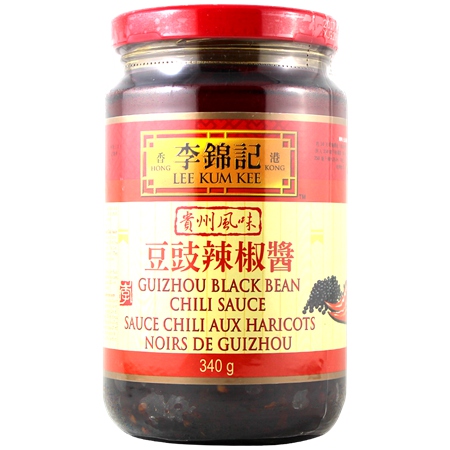 香 李錦記 港
HONG LEE KUM KEE KONG
TM
貴州風味
豆豉辣椒醬
GUIZHOU BLACK BEAN
CHILI SAUCE
SAUCE CHILI AUX HARICOTS
NOIRS DE GUIZHOU
340 g